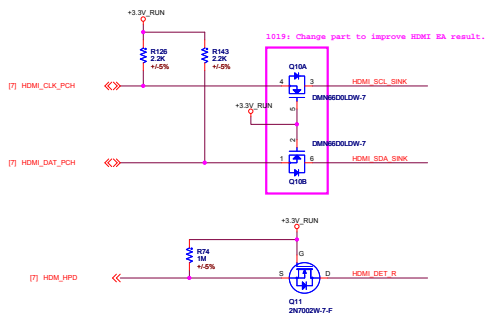 +3.3V_RUN
1019: Change part to improve HDMI EA result.
R126
2.2K
+/-5%
R143
2.2K
+/-5%
Q10A
[7] HDMI_CLK_PCH
4
3
HDMI_SCL_SINK
DMN66D0LDW-7
5
+3.3V_RUN
2
DMN66D0LDW-7
[7] HDMI_DAT_PCH
1
6
HDMI_SDA_SINK
Q10B
+3.3V_RUN
R74
1M
+/-5%
G
[7] HDM_HPD
S
D
HDMI_DET_R
Q11
2N7002W-7-F